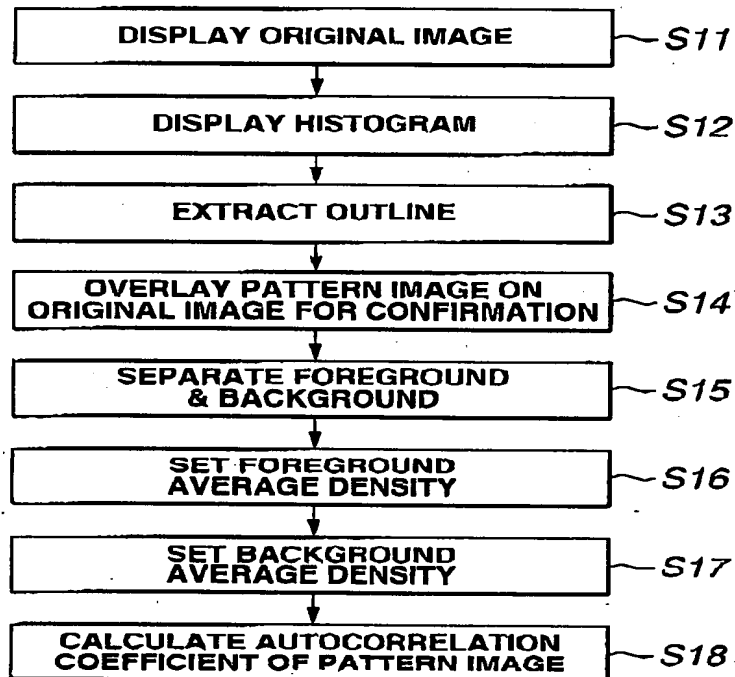 DISPLAY ORIGINAL IMAGE S11
DISPLAY HISTOGRAM S12
EXTRACT OUTLINE S13
OVERLAY PATTERN IMAGE ON
ORIGINAL IMAGE FOR CONFIRMATION S14
SEPARATE FOREGROUND
& BACKGROUND S15
SET FOREGROUND
AVERAGE DENSITY S16
SET BACKGROUND
AVERAGE DENSITY S17
CALCULATE AUTOCORRELATION
COEFFICIENT OF PATTERN IMAGE S18